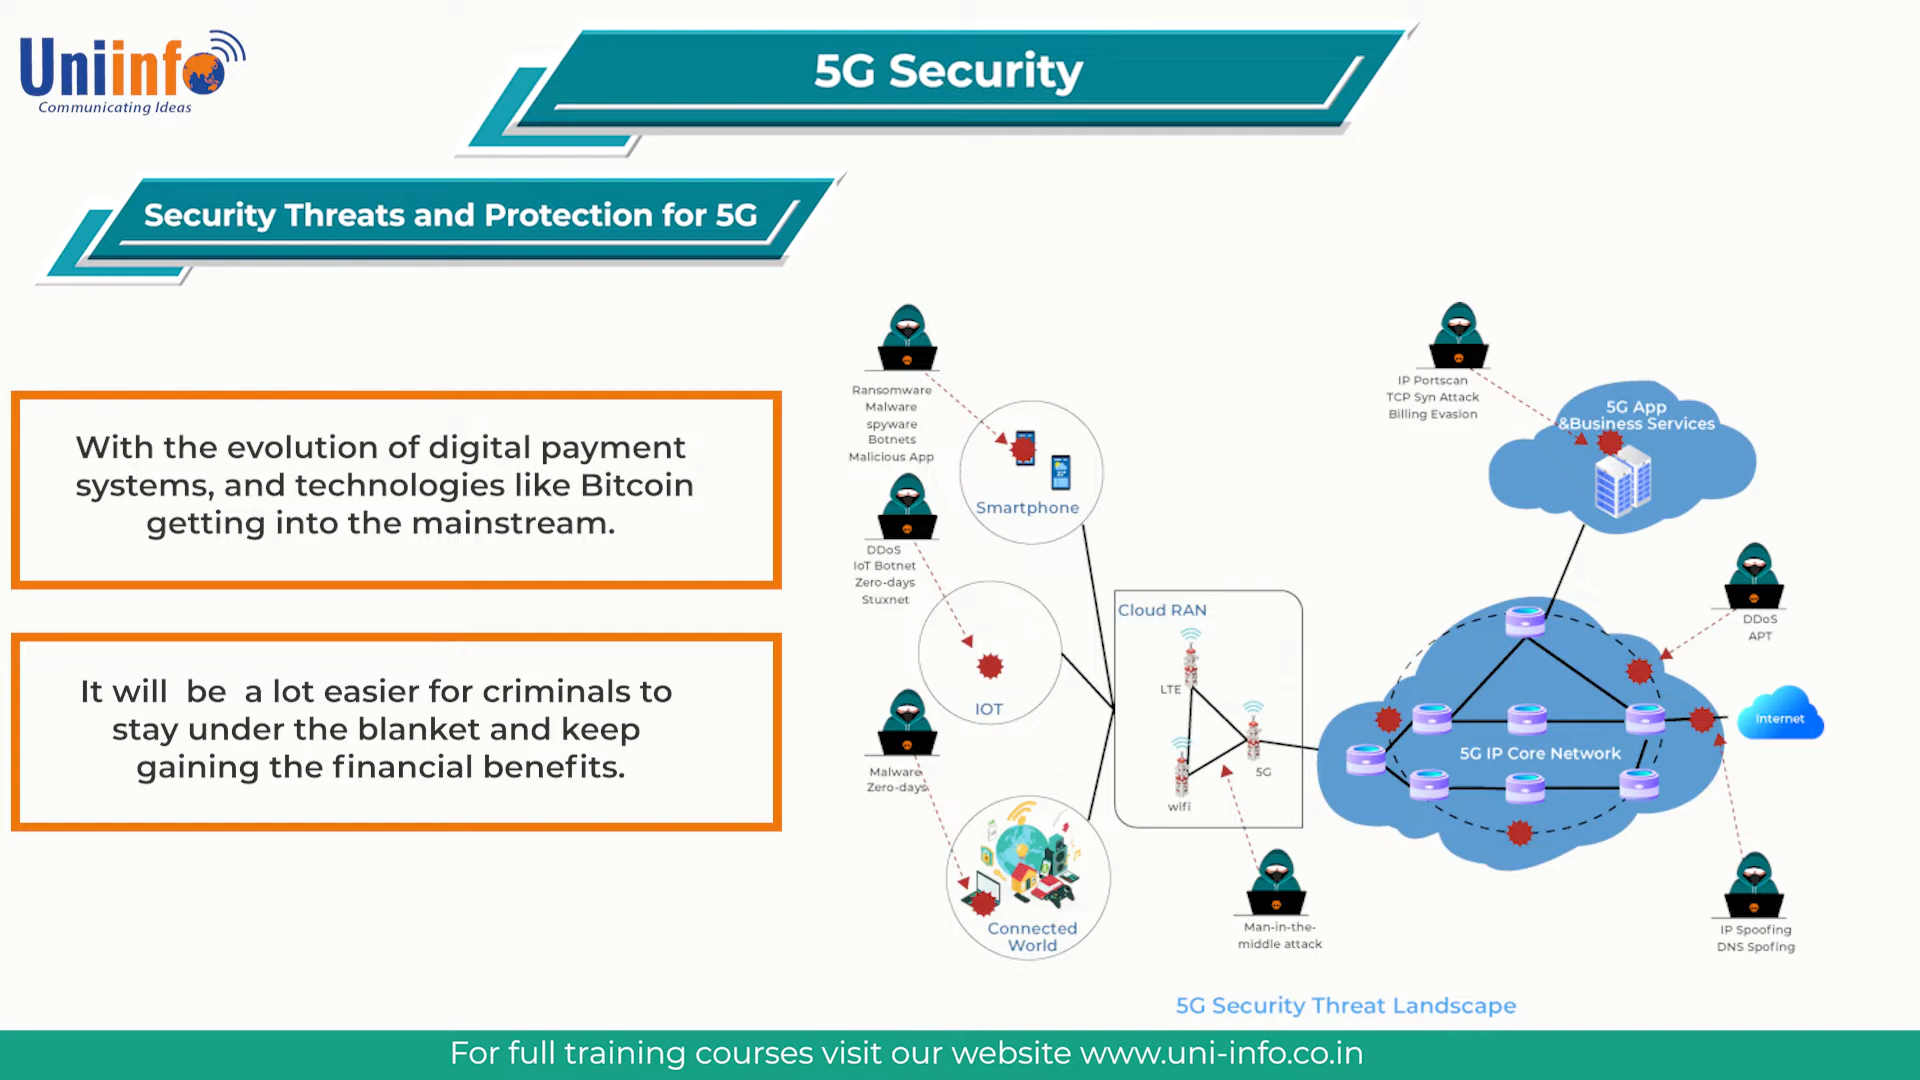 Uniinfo
Communicating Ideas
5G Security
Security Threats and Protection for 5G
With the evolution of digital payment
systems, and technologies like Bitcoin
getting into the mainstream.
It will be a lot easier for criminals to
stay under the blanket and keep
gaining the financial benefits.
Ransomware
Malware
spyware
Botnets
Malicious App
Smartphone
DDoS
IoT Botnet
Zero-days
Stuxnet
IOT
Malware
Zero-days
Connected
World
Cloud RAN
LTE
5G
wifi
Man-in-the-
middle attack
IP Portscan
TCP Syn Attack
Billing Evasion
5G App
&Business Services
DDoS
APT
5G IP Core Network
Internet
IP Spoofing
DNS Spofing
5G Security Threat Landscape
For full training courses visit our website www.uni-info.co.in